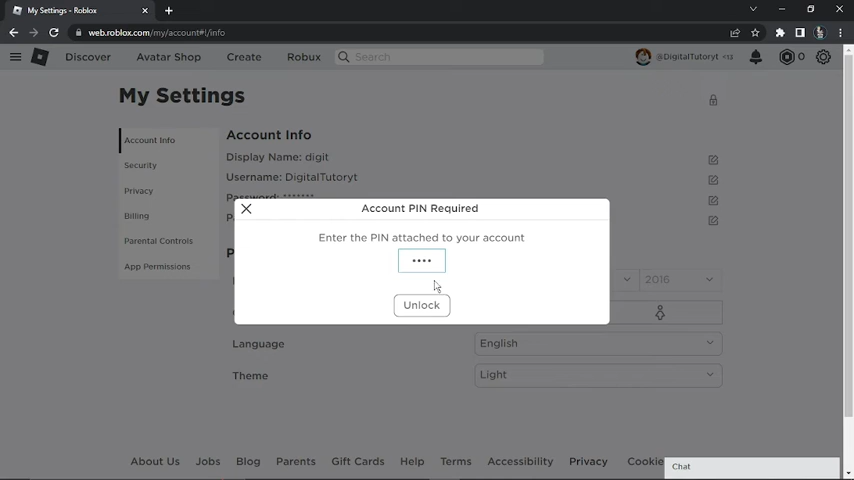 My Settings - Roblox
web.roblox.com/my/account#!/info
Discover Avatar Shop Create Robux Search @DigitalTutoryt <13 0
My Settings
Account Info
Security
Privacy
Billing
Parental Controls
App Permissions
Account Info
Display Name: digit
Username: DigitalTutoryt
Password: *******
Account PIN Required
Enter the PIN attached to your account
••••
Unlock
2016
Language English
Theme Light
About Us Jobs Blog Parents Gift Cards Help Terms Accessibility Privacy Cookie
Chat